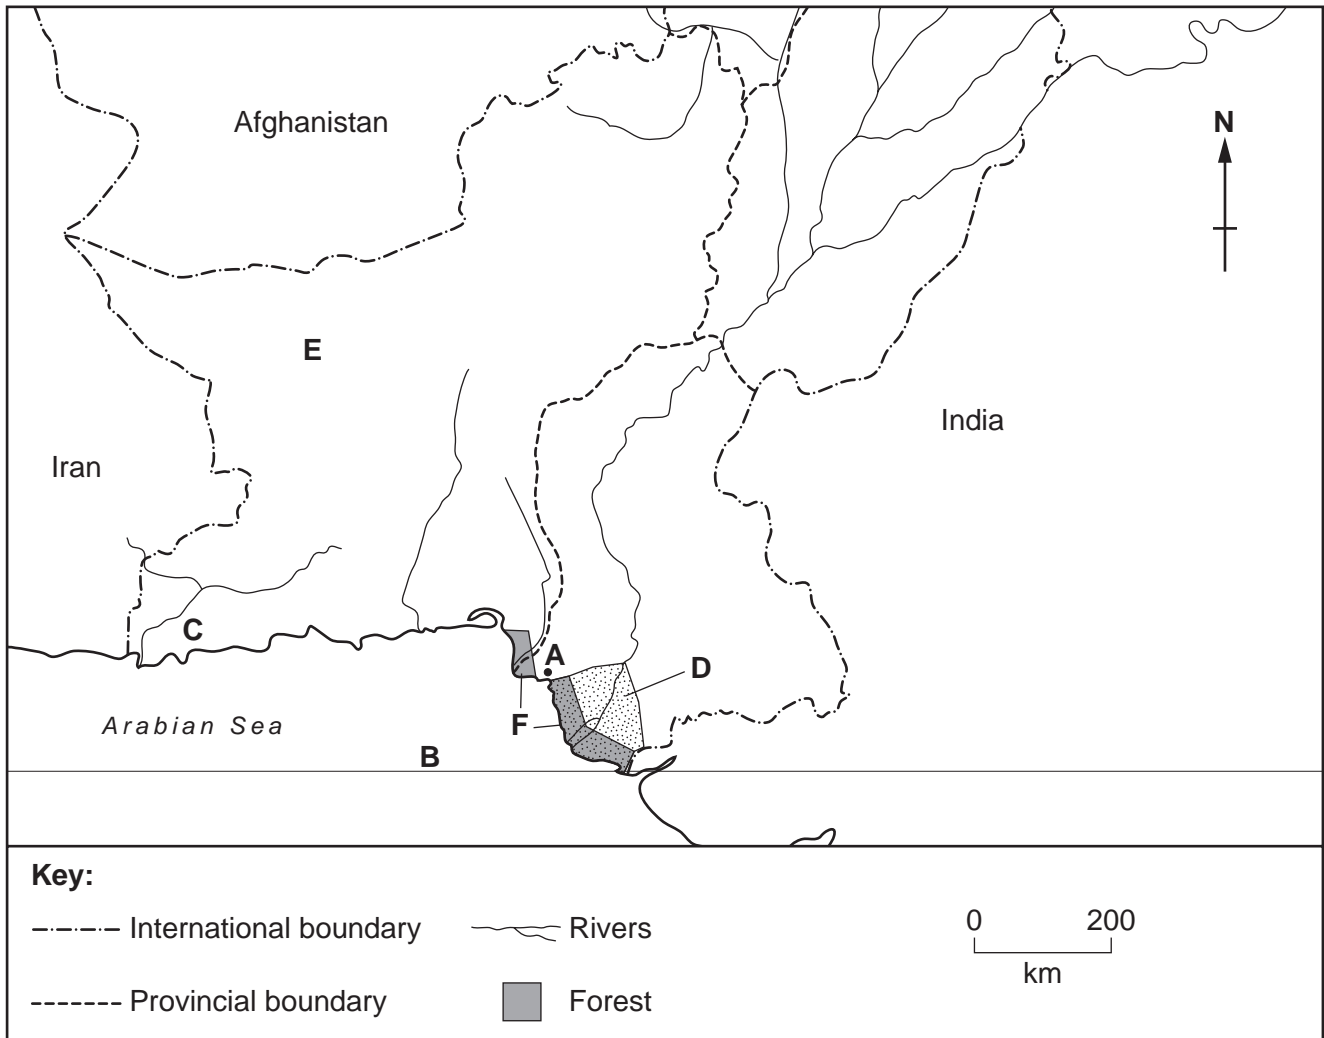 Afghanistan
N
E
India
Iran
C
A
D
Arabian Sea
F
B
Key:
International boundary
Rivers
0 200
km
Provincial boundary
Forest